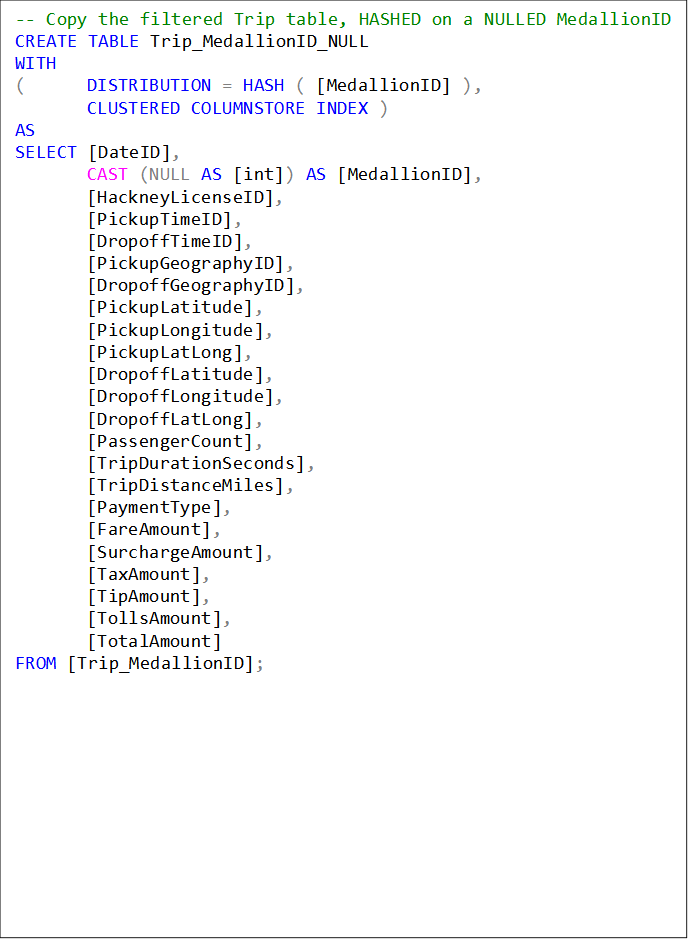 -- Copy the filtered Trip table, HASHED on a NULLED MedallionID
CREATE TABLE Trip_MedallionID_NULL
WITH
(      DISTRIBUTION = HASH ( [MedallionID] ),
       CLUSTERED COLUMNSTORE INDEX )
AS
SELECT [DateID],
       CAST (NULL AS [int]) AS [MedallionID],
       [HackneyLicenseID],
       [PickupTimeID],
       [DropoffTimeID],
       [PickupGeographyID],
       [DropoffGeographyID],
       [PickupLatitude],
       [PickupLongitude],
       [PickupLatLong],
       [DropoffLatitude],
       [DropoffLongitude],
       [DropoffLatLong],
       [PassengerCount],
       [TripDurationSeconds],
       [TripDistanceMiles],
       [PaymentType],
       [FareAmount],
       [SurchargeAmount],
       [TaxAmount],
       [TipAmount],
       [TollsAmount],
       [TotalAmount]
FROM [Trip_MedallionID];